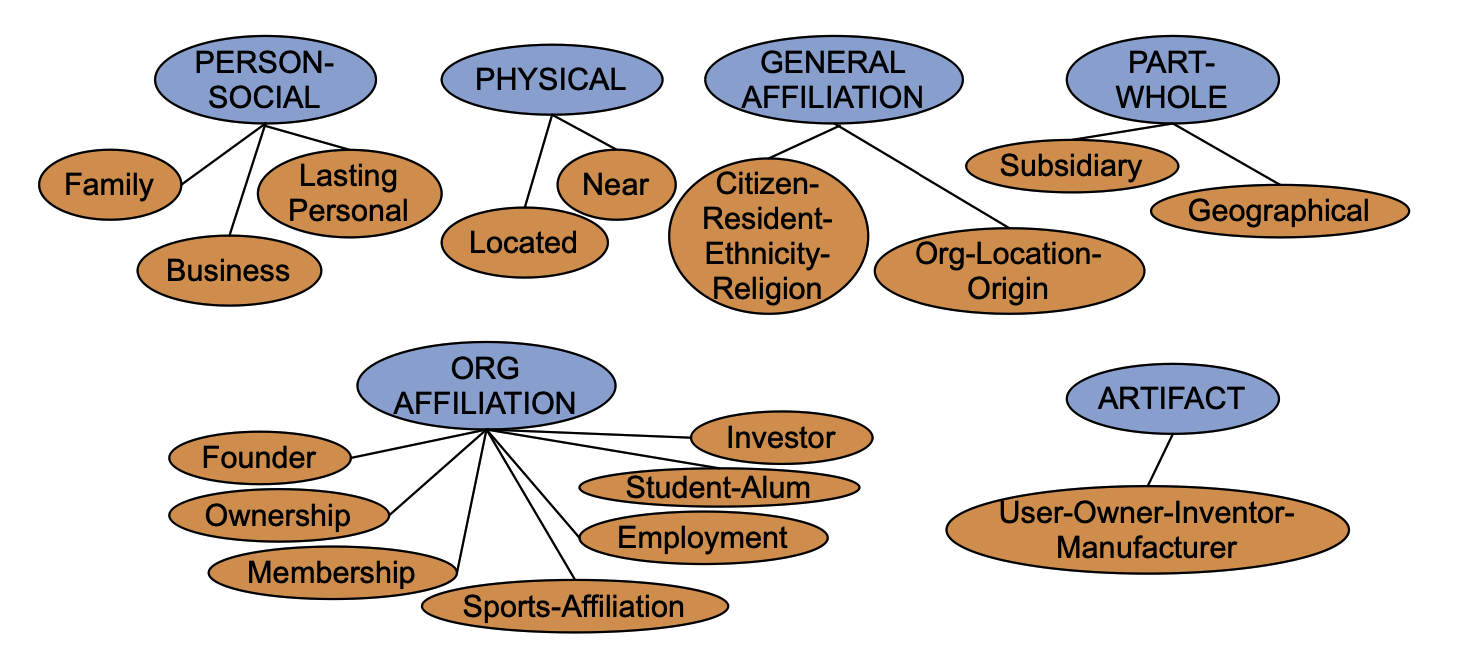 PERSON-
SOCIAL
PHYSICAL
GENERAL
AFFILIATION
PART-
WHOLE
Family
Lasting
Personal
Business
Near
Located
Citizen-
Resident-
Ethnicity-
Religion
Org-Location-
Origin
Subsidiary
Geographical
ORG
AFFILIATION
Founder
Ownership
Membership
Sports-Affiliation
Employment
Student-Alum
Investor
ARTIFACT
User-Owner-Inventor-
Manufacturer